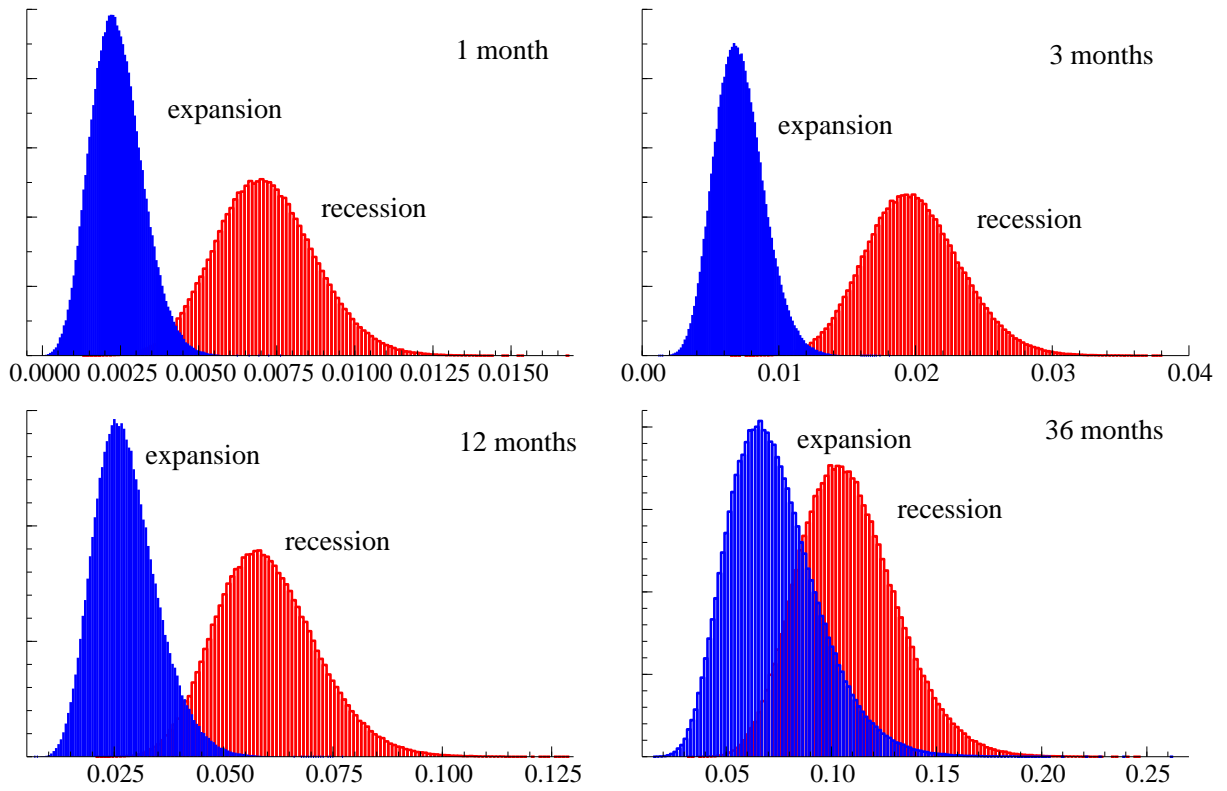 1 month
expansion
recession
0.0000 0.0025 0.0050 0.0075 0.0100 0.0125 0.0150
3 months
expansion
recession
0.00 0.01 0.02 0.03 0.04
12 months
expansion
recession
0.025 0.050 0.075 0.100 0.125
36 months
expansion
recession
0.05 0.10 0.15 0.20 0.25